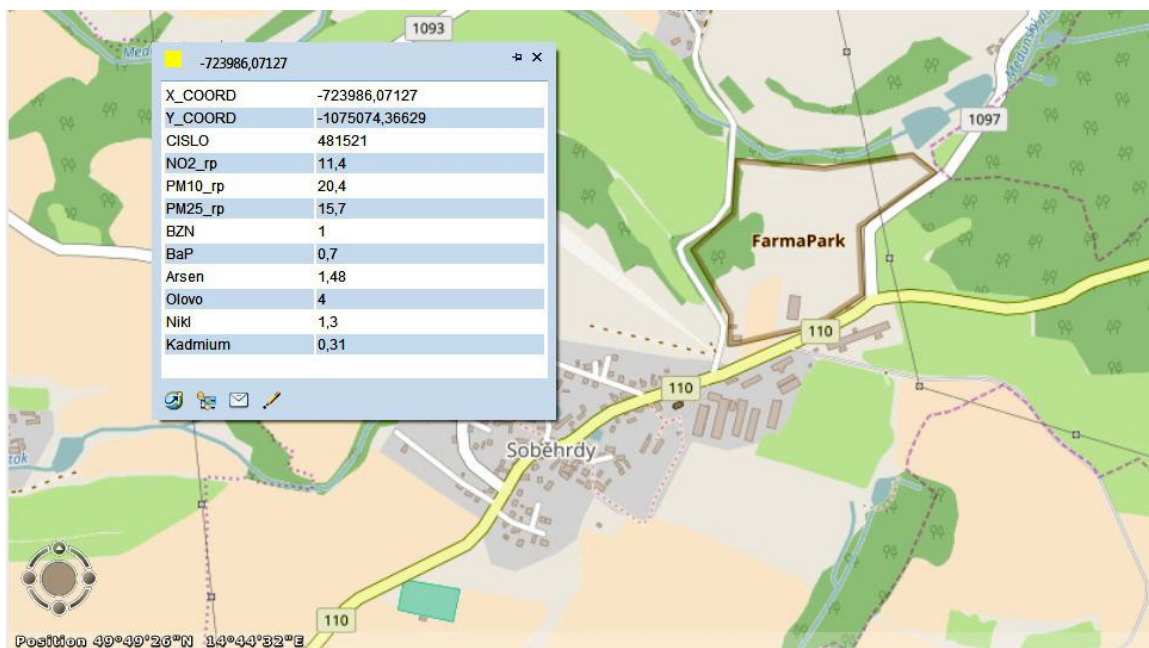 1093
-723986,07127
X_COORD -723986,07127
Y_COORD -1075074,36629
CISLO 481521
NO2_rp 11,4
PM10_rp 20,4
PM25_rp 15,7
BZN 1
BaP 0,7
Arsen 1,48
Olovo 4
Nikl 1,3
Kadmium 0,31
1097
FarmaPark
110
110
Soběhrdy
110
Position 49°49'26"N 14°44'32"E